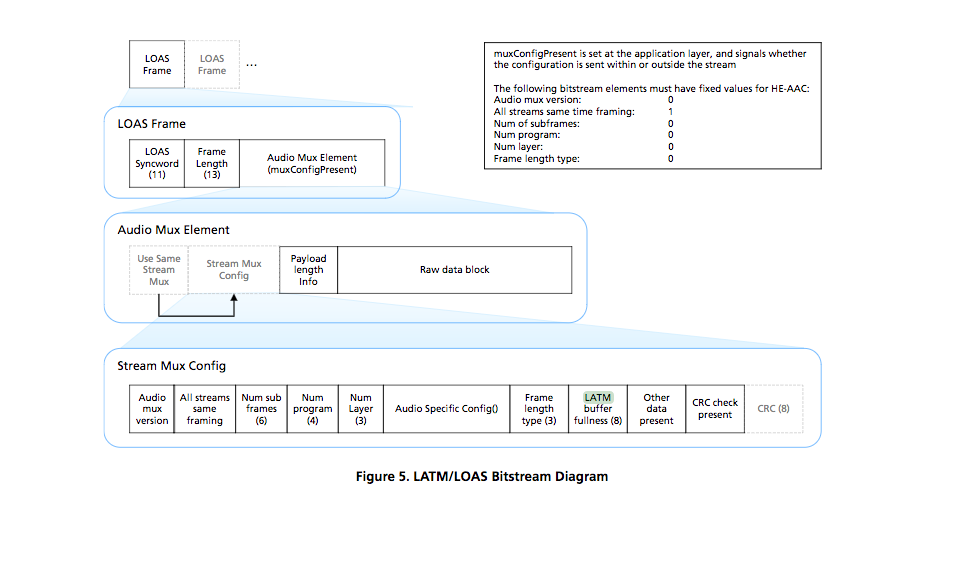 LOAS
Frame
LOAS
Frame
...
muxConfigPresent is set at the application layer, and signals whether
the configuration is sent within or outside the stream
The following bitstream elements must have fixed values for HE-AAC:
Audio mux version: 0
All streams same time framing: 1
Num of subframes: 0
Num program: 0
Num layer: 0
Frame length type: 0
LOAS Frame
LOAS
Syncword
(11)
Frame
Length
(13)
Audio Mux Element
(muxConfigPresent)
Audio Mux Element
Use Same
Stream
Mux
Stream Mux
Config
Payload
length
Info
Raw data block
Stream Mux Config
Audio
mux
version
All streams
same
framing
Num sub
frames
(6)
Num
program
(4)
Num
Layer
(3)
Audio Specific Config()
Frame
length
type (3)
LATM
buffer
fullness (8)
Other
data
present
CRC check
present
CRC (8)
Figure 5. LATM/LOAS Bitstream Diagram